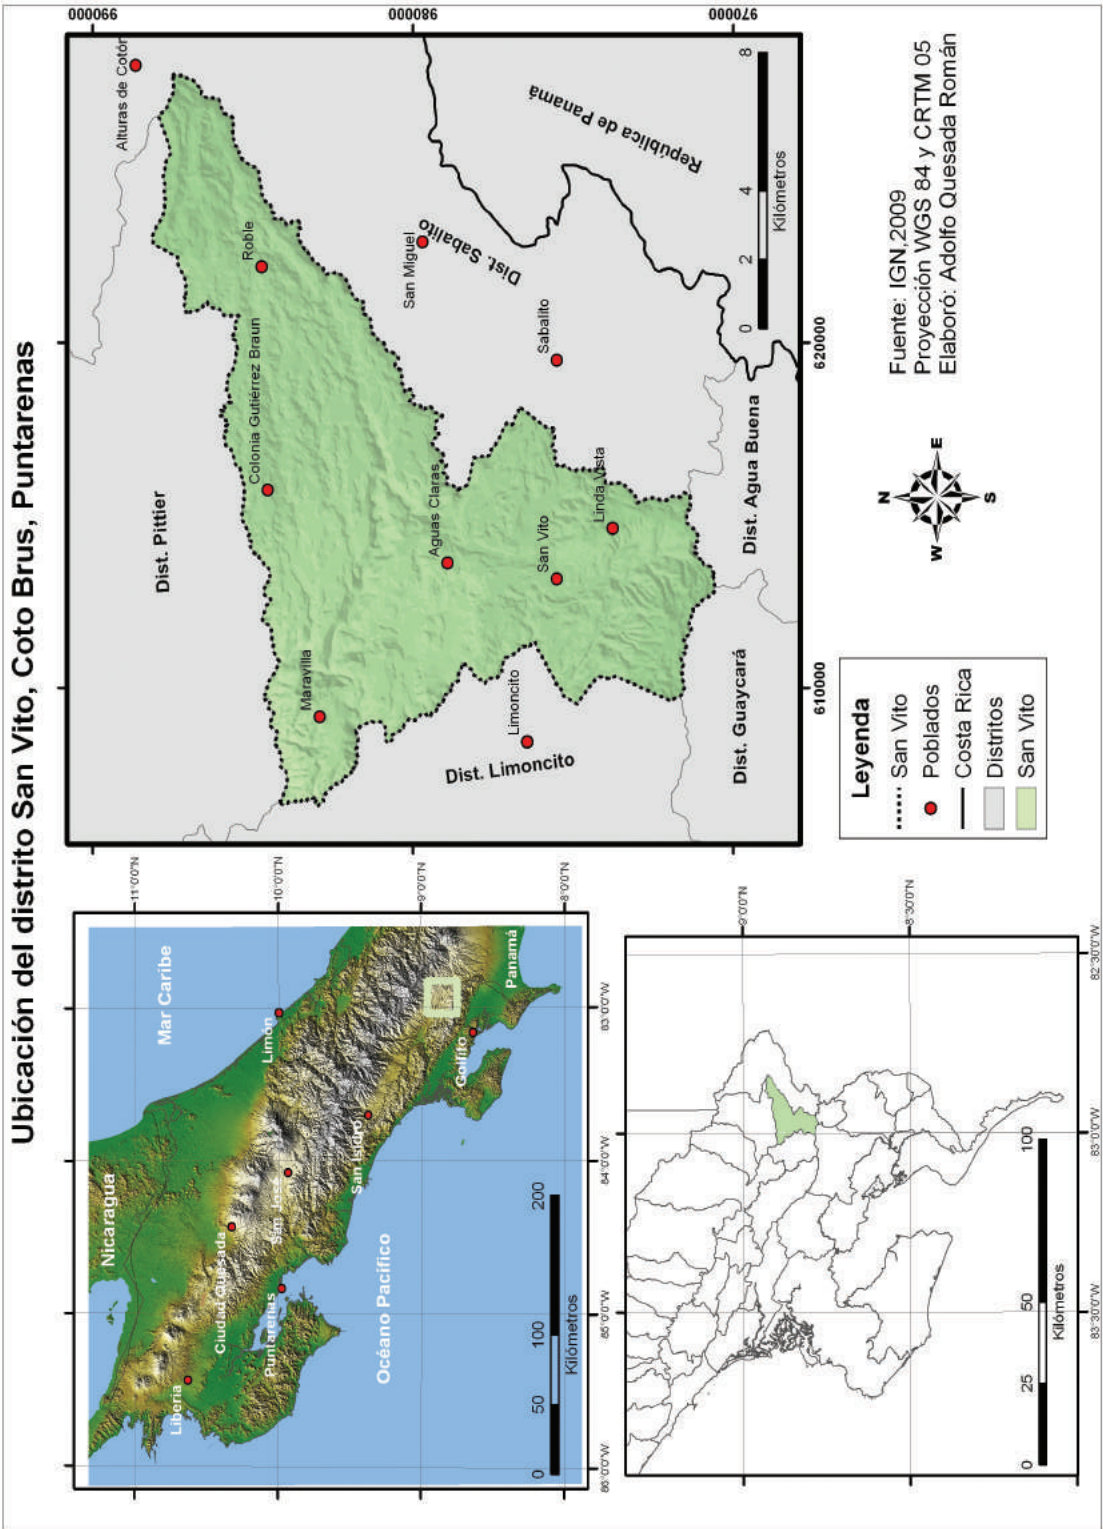 Ubicación del distrito San Vito, Coto Brus, Puntarenas
Nicaragua
Mar Caribe
Liberia
Ciudad Quesada
Puntarenas
San José
Limón
San Isidro
Golfito
Panamá
Océano Pacífico
0 50 100 200
Kilómetros
11°0'0"N
10°0'0"N
9°0'0"N
8°0'0"N
86°0'0"W
85°0'0"W
84°0'0"W
83°0'0"W
Dist. Pittier
Alturas de Cotón
Roble
Colonia Gutiérrez Braun
Maravilla
Aguas Claras
San Miguel
Dist. Sabalito
República de Panamá
Limoncito
Dist. Limoncito
San Vito
Sabalito
Linda Vista
Dist. Guaycará
Dist. Agua Buena
0 2 4 8
Kilómetros
610000
620000
990000
980000
970000
9°0'0"N
8°30'0"N
83°30'0"W
83°0'0"W
82°30'0"W
0 25 50 100
Kilómetros
Leyenda
San Vito
Poblados
Costa Rica
Distritos
San Vito
N
W
E
S
Fuente: IGN,2009
Proyección WGS 84 y CRTM 05
Elaboró: Adolfo Quesada Román